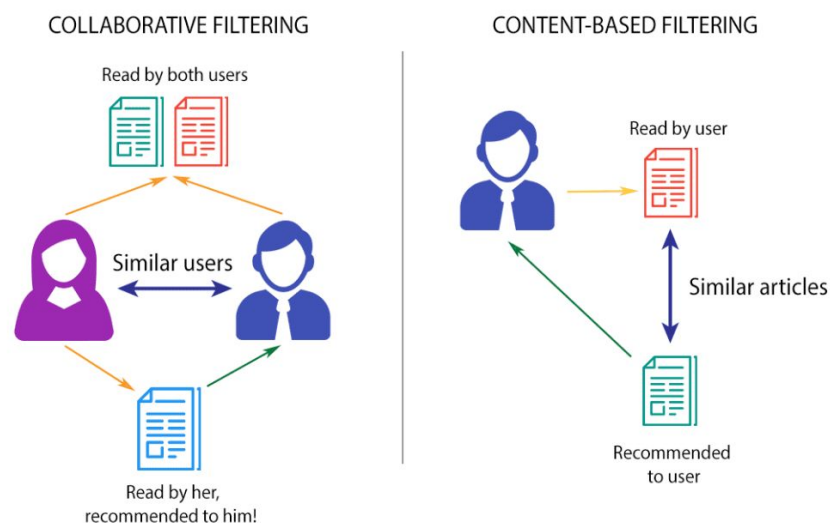 COLLABORATIVE FILTERING
Read by both users
Similar users
Read by her,
recommended to him!
CONTENT-BASED FILTERING
Read by user
Similar articles
Recommended
to user